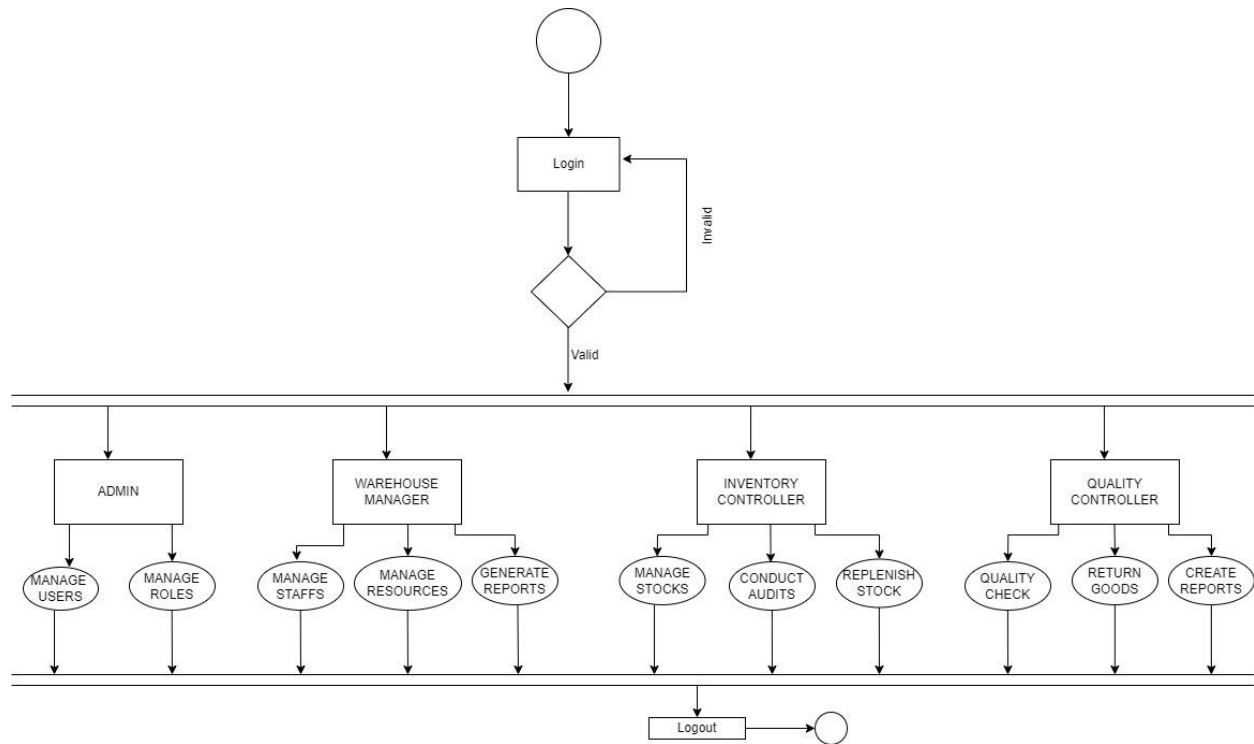 Login
Invalid
Valid
ADMIN
WAREHOUSE
MANAGER
INVENTORY
CONTROLLER
QUALITY
CONTROLLER
MANAGE
USERS
MANAGE
ROLES
MANAGE
STAFFS
MANAGE
RESOURCES
GENERATE
REPORTS
MANAGE
STOCKS
CONDUCT
AUDITS
REPLENISH
STOCK
QUALITY
CHECK
RETURN
GOODS
CREATE
REPORTS
Logout